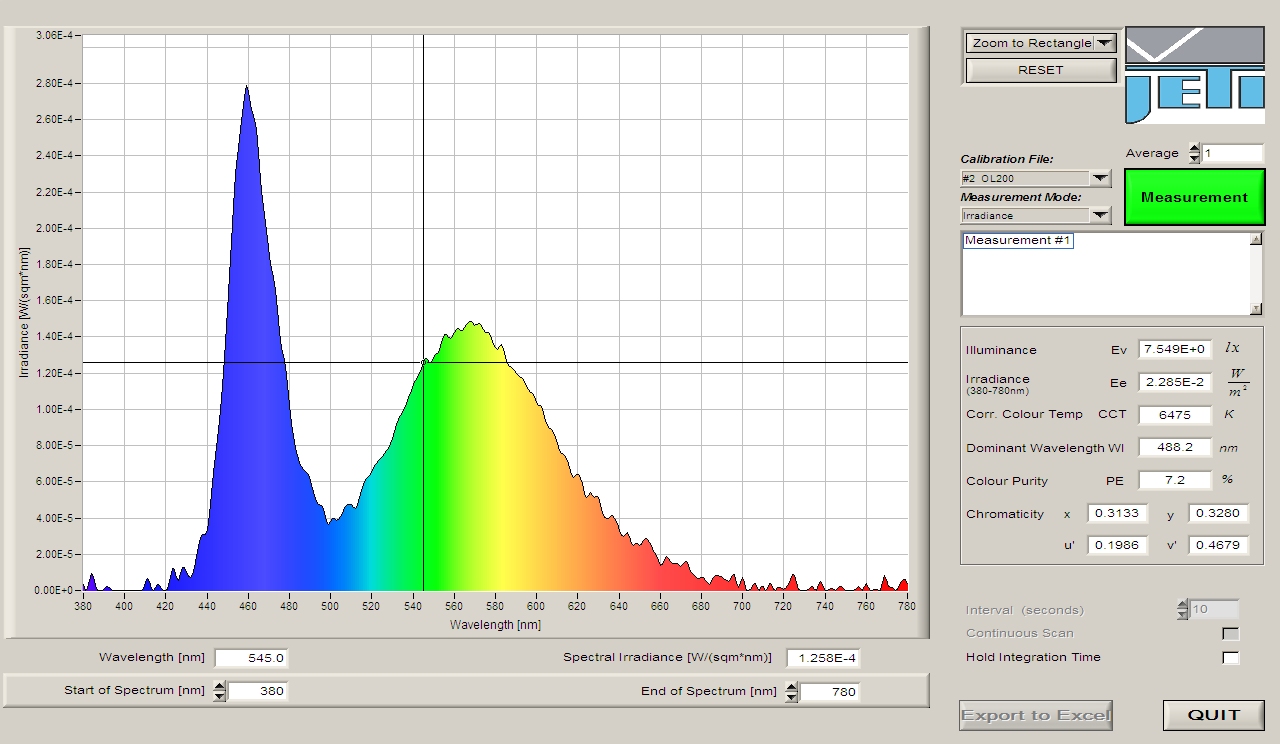 3.06E-4
2.80E-4
2.60E-4
2.40E-4
2.20E-4
2.00E-4
1.80E-4
1.60E-4
1.40E-4
1.20E-4
1.00E-4
8.00E-5
6.00E-5
4.00E-5
2.00E-5
0.00E+0
Irradiance [W/(sqm*nm)]
380 400 420 440 460 480 500 520 540 560 580 600 620 640 660 680 700 720 740 760 780
Wavelength [nm]
Wavelength [nm] 545.0 Spectral Irradiance [W/(sqm*nm)] 1.258E-4
Start of Spectrum [nm] 380 End of Spectrum [nm] 780
Zoom to Rectangle
RESET
JETI
Average 1
Calibration File:
#2 OL200
Measurement Mode:
Irradiance
Measurement
Measurement #1
Illuminance Ev 7.549E+0 lx
Irradiance (380-780nm) Ee 2.285E-2 W/m²
Corr. Colour Temp CCT 6475 K
Dominant Wavelength Wl 488.2 nm
Colour Purity PE 7.2 %
Chromaticity x 0.3133 y 0.3280
u' 0.1986 v' 0.4679
Interval (seconds) 10
Continuous Scan
Hold Integration Time
Export to Excel QUIT